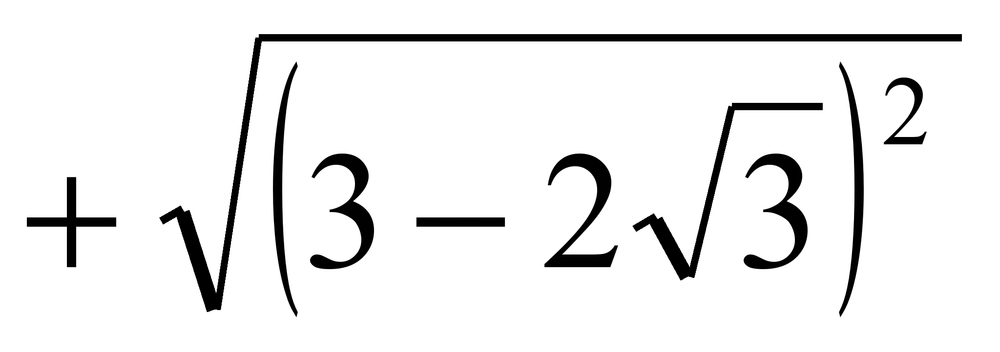 + √(3 − 2√3)²